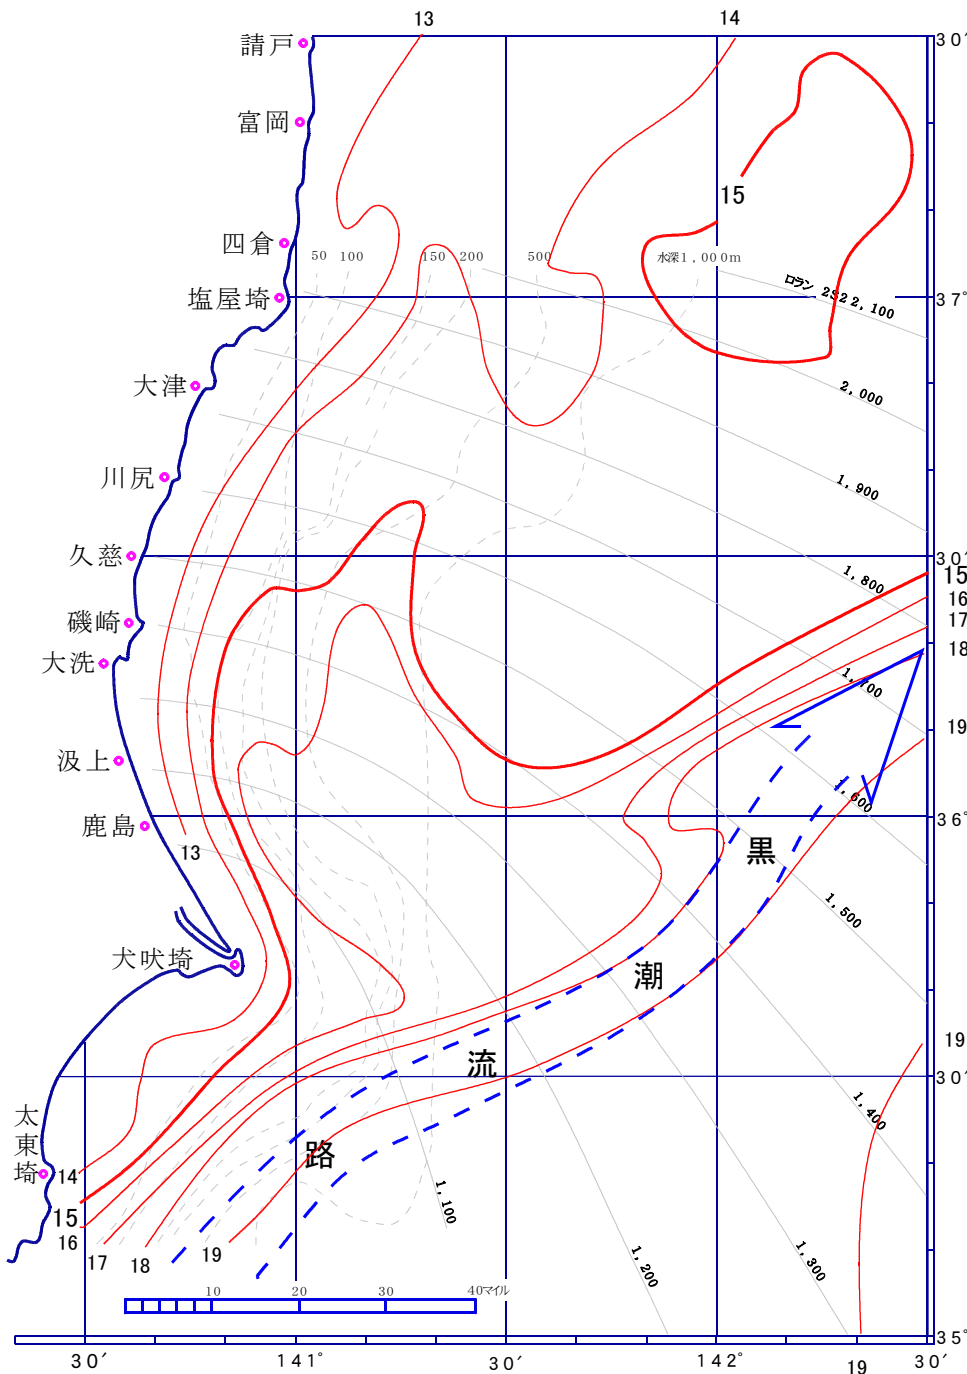 13
14
請戸
富岡
四倉
塩屋埼
大津
川尻
久慈
磯崎
大洗
汲上
鹿島
犬吠埼
太東埼
30′
37°
30′
36°
30′
35°
15
50
100
150
200
500
水深1,000m
ロラン 2S2 2,100
2,000
1,900
1,800
1,700
1,600
1,500
1,400
1,300
1,200
1,100
15
16
17
18
19
19
13
黒
潮
流
路
14
15
16
17
18
19
10
20
30
40マイル
30′
141°
30′
142°
30′
19